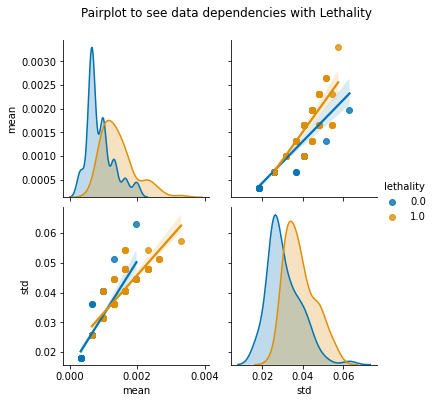 Pairplot to see data dependencies with Lethality
0.0030
0.0025
0.0020
0.0015
0.0010
0.0005
mean
lethality
0.0
1.0
0.06
0.05
0.04
0.03
0.02
std
0.000 0.002 0.004
mean
0.02 0.04 0.06
std